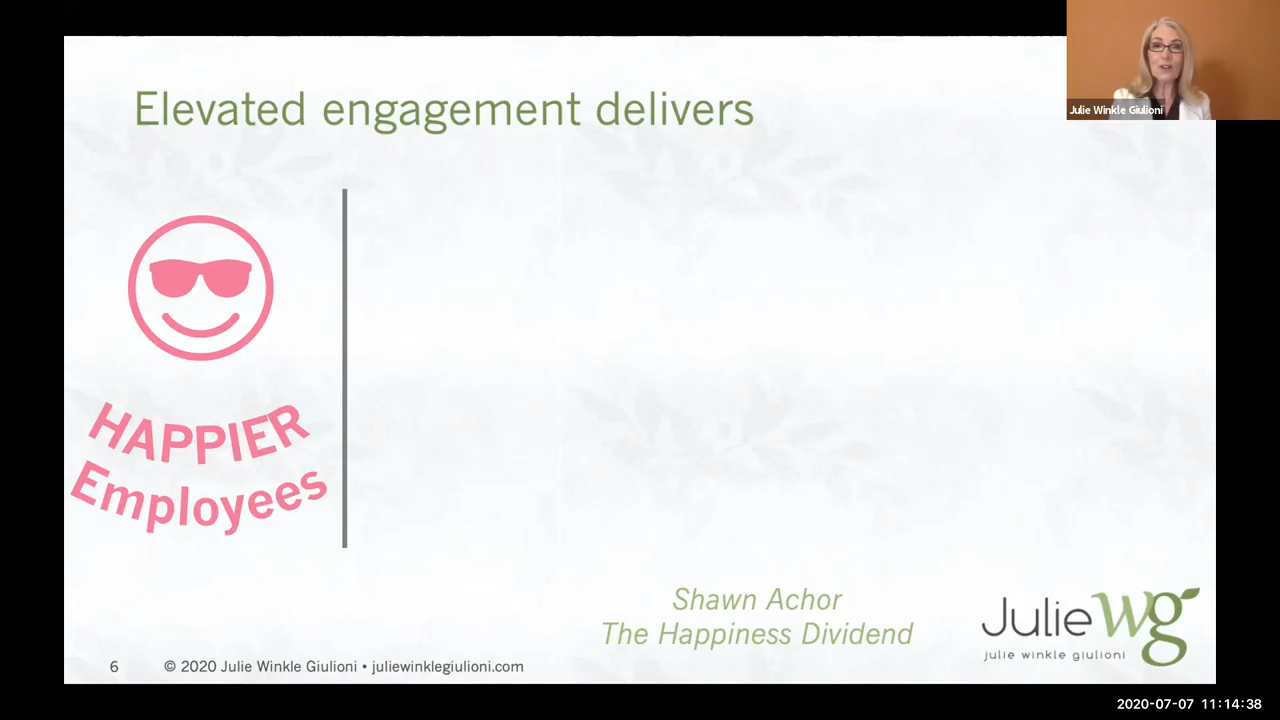 Elevated engagement delivers
Julie Winkle Giulioni
HAPPIER
Employees
Shawn Achor
The Happiness Dividend
Julie wg
julie winkle giulioni
6 © 2020 Julie Winkle Giulioni • juliewinklegiulioni.com
2020-07-07 11:14:38